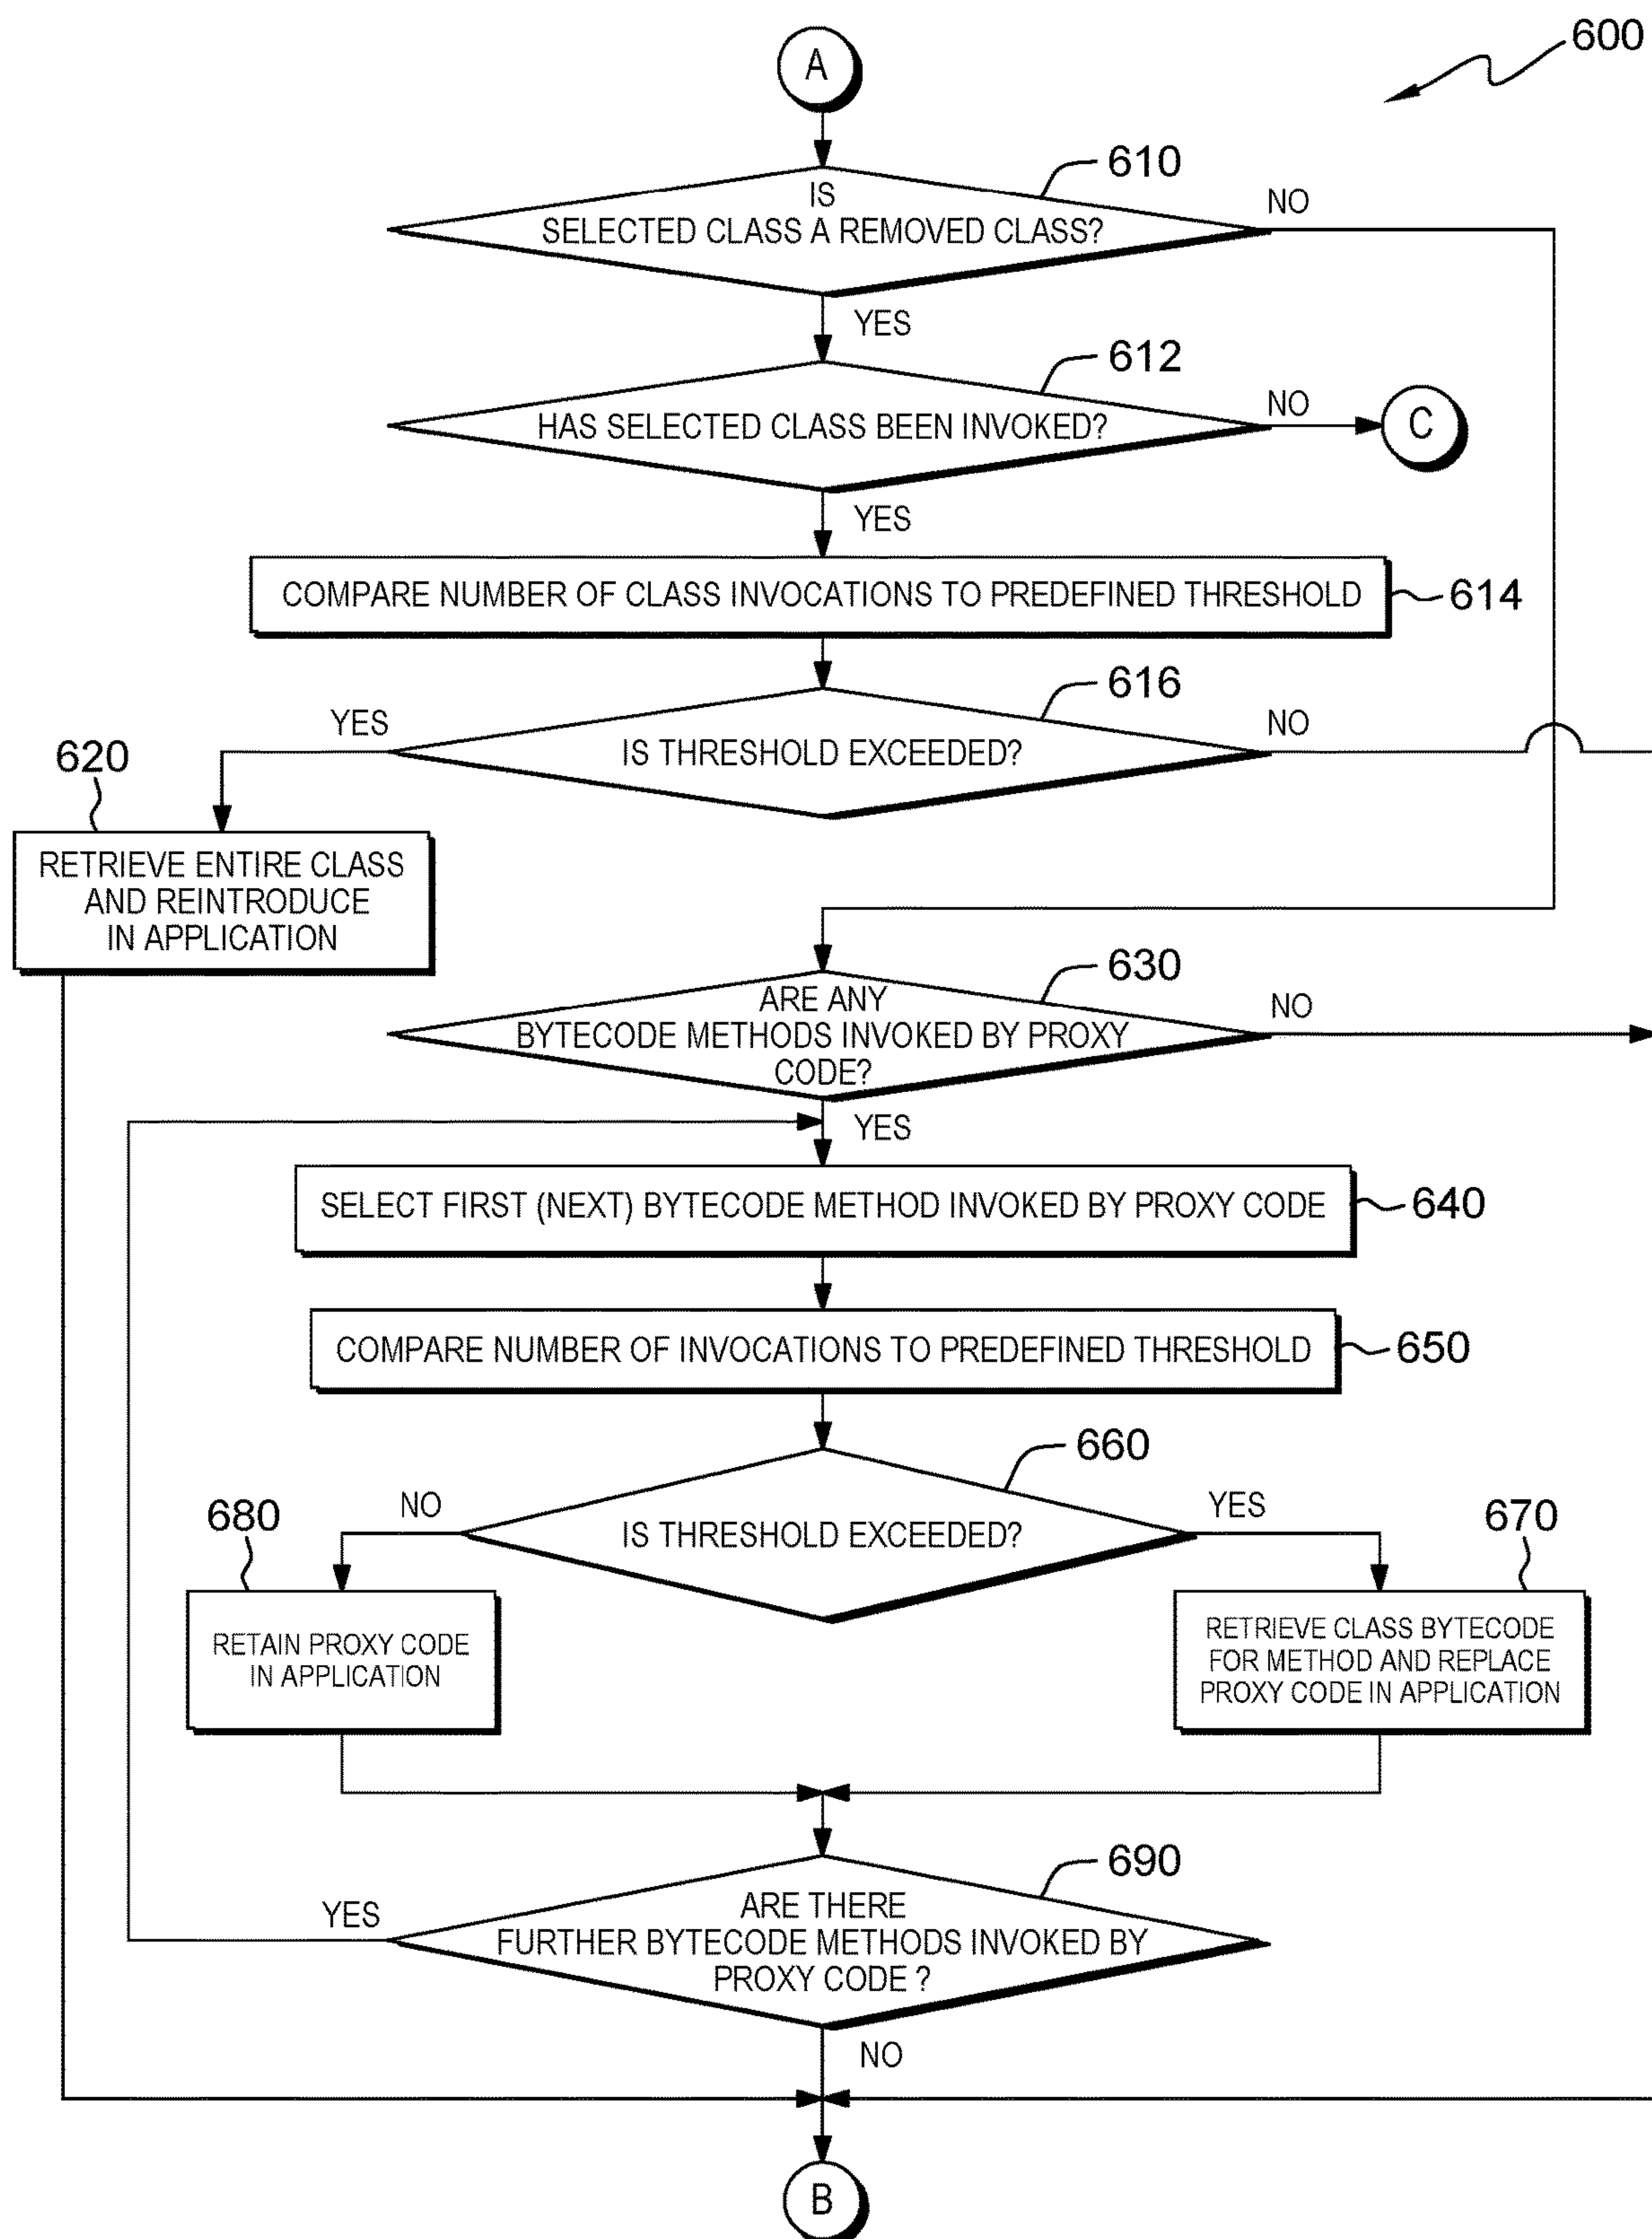 600
A
610
IS
SELECTED CLASS A REMOVED CLASS?
NO
YES
612
HAS SELECTED CLASS BEEN INVOKED?
NO
C
YES
COMPARE NUMBER OF CLASS INVOCATIONS TO PREDEFINED THRESHOLD
614
616
YES
IS THRESHOLD EXCEEDED?
NO
620
RETRIEVE ENTIRE CLASS
AND REINTRODUCE
IN APPLICATION
630
ARE ANY
BYTECODE METHODS INVOKED BY PROXY
CODE?
NO
YES
SELECT FIRST (NEXT) BYTECODE METHOD INVOKED BY PROXY CODE
640
COMPARE NUMBER OF INVOCATIONS TO PREDEFINED THRESHOLD
650
660
NO
IS THRESHOLD EXCEEDED?
YES
680
RETAIN PROXY CODE
IN APPLICATION
670
RETRIEVE CLASS BYTECODE
FOR METHOD AND REPLACE
PROXY CODE IN APPLICATION
690
YES
ARE THERE
FURTHER BYTECODE METHODS INVOKED BY
PROXY CODE ?
NO
B